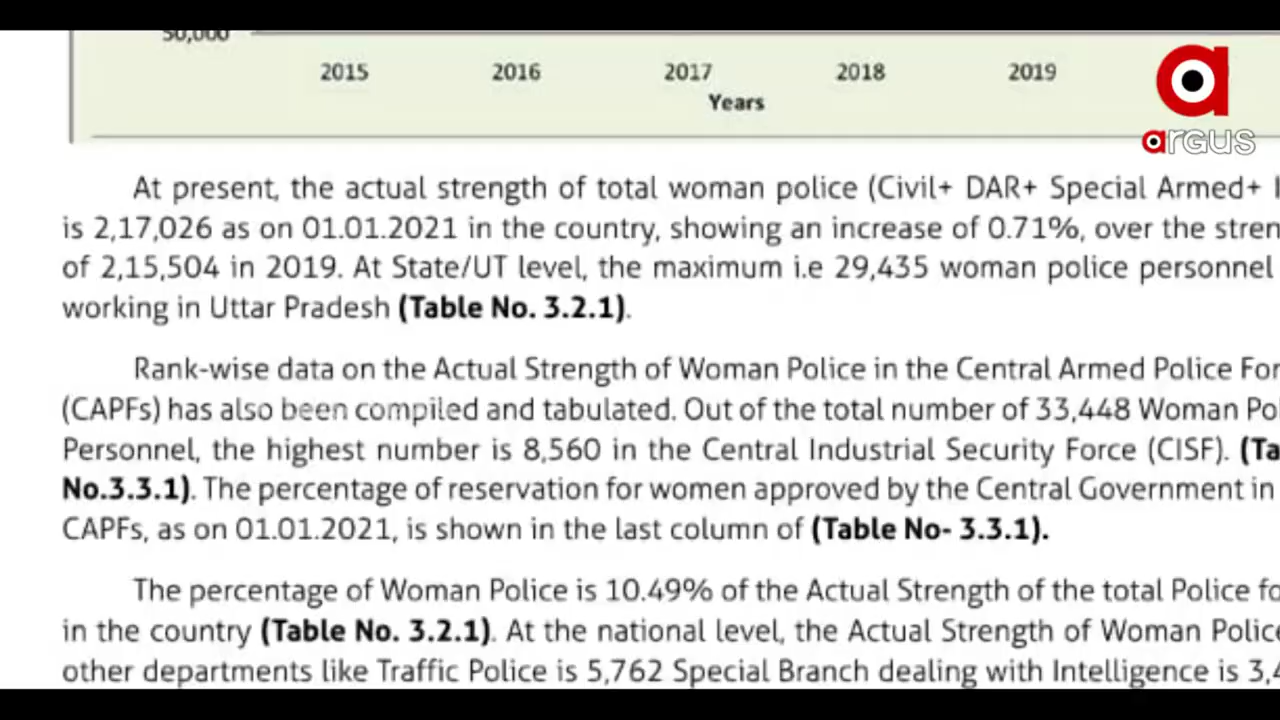 50,000
2015 2016 2017 2018 2019
Years
argus
At present, the actual strength of total woman police (Civil+ DAR+ Special Armed+
is 2,17,026 as on 01.01.2021 in the country, showing an increase of 0.71%, over the stren
of 2,15,504 in 2019. At State/UT level, the maximum i.e 29,435 woman police personnel
working in Uttar Pradesh (Table No. 3.2.1).
Rank-wise data on the Actual Strength of Woman Police in the Central Armed Police For
(CAPFs) has also been compiled and tabulated. Out of the total number of 33,448 Woman Pol
Personnel, the highest number is 8,560 in the Central Industrial Security Force (CISF). (Ta
No.3.3.1). The percentage of reservation for women approved by the Central Government in
CAPFs, as on 01.01.2021, is shown in the last column of (Table No- 3.3.1).
The percentage of Woman Police is 10.49% of the Actual Strength of the total Police fo
in the country (Table No. 3.2.1). At the national level, the Actual Strength of Woman Police
other departments like Traffic Police is 5,762 Special Branch dealing with Intelligence is 3,4